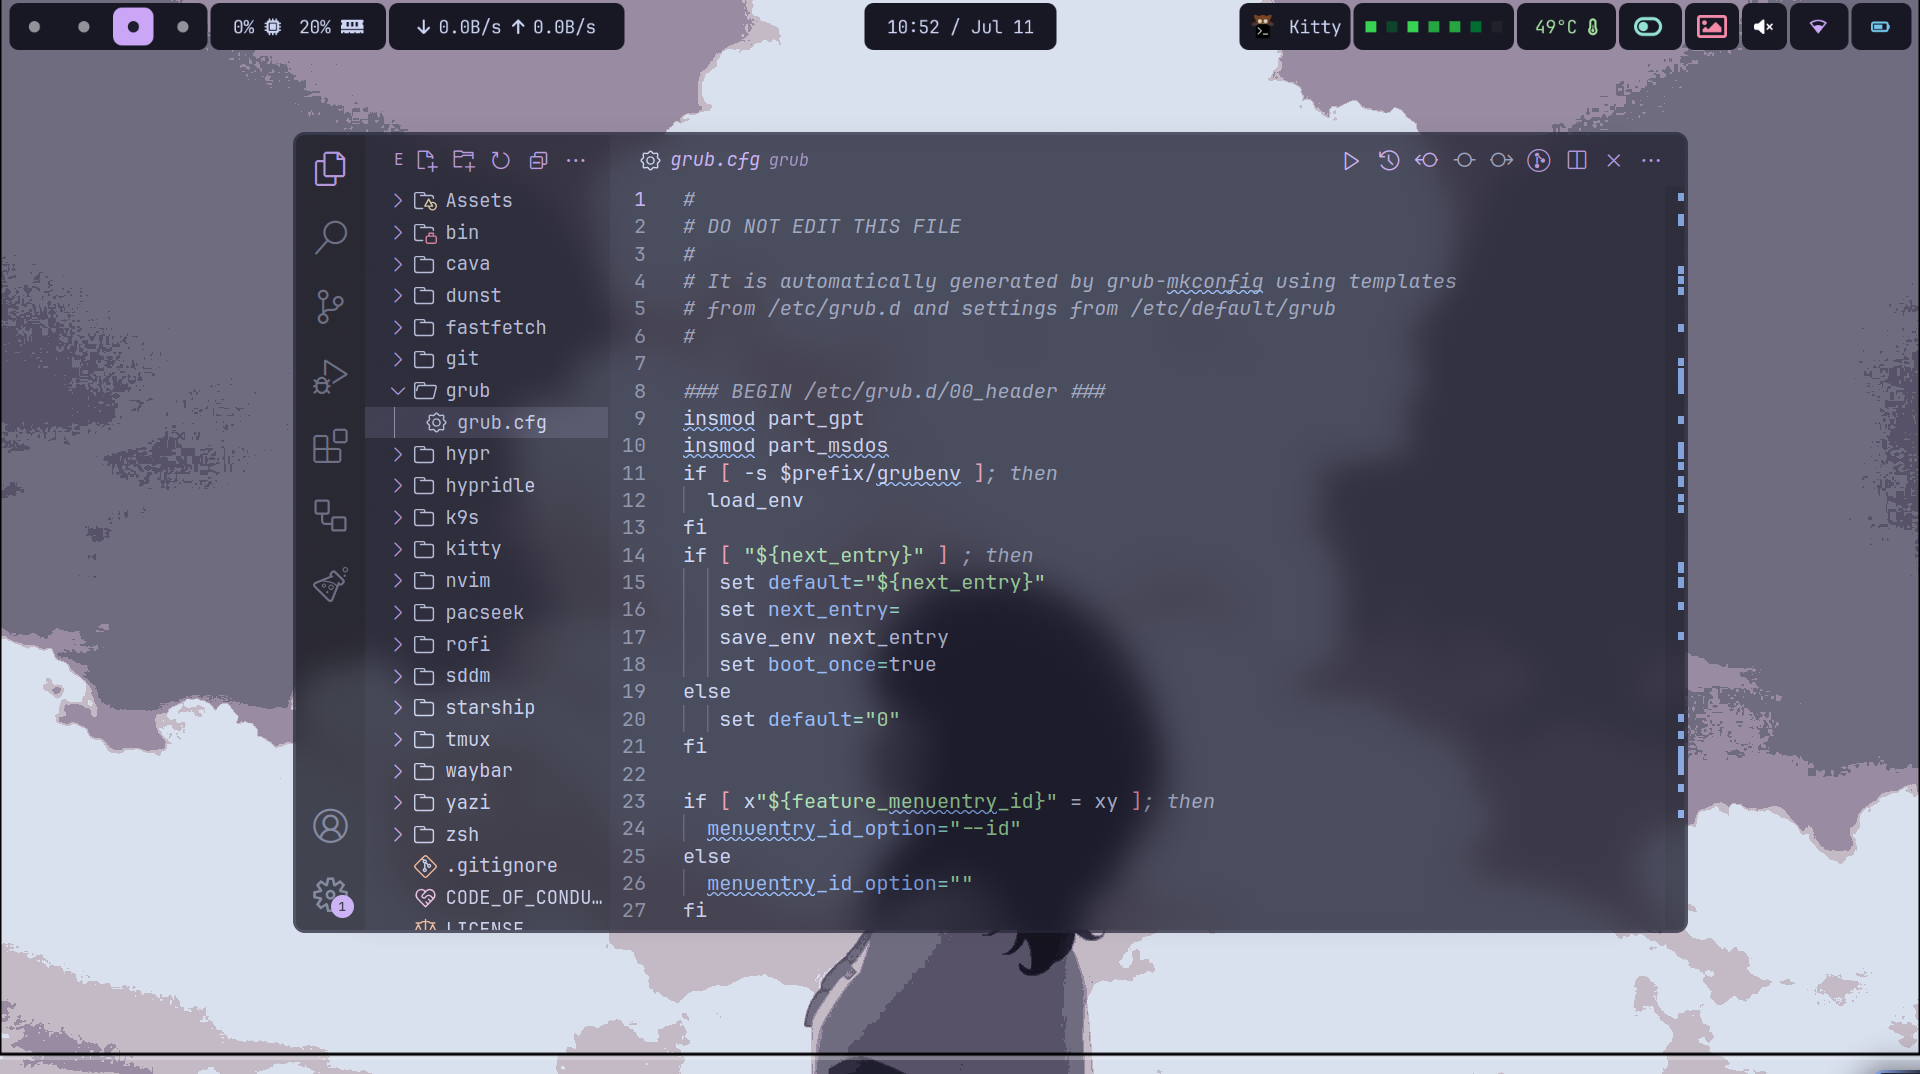 0% 20% 0.0B/s 0.0B/s 10:52 / Jul 11 Kitty 49°C
E
grub.cfg grub
Assets
bin
cava
dunst
fastfetch
git
grub
grub.cfg
hypr
hypridle
k9s
kitty
nvim
pacseek
rofi
sddm
starship
tmux
waybar
yazi
zsh
.gitignore
CODE_OF_CONDU...
LICENSE
1
1 #
2 # DO NOT EDIT THIS FILE
3 #
4 # It is automatically generated by grub-mkconfig using templates
5 # from /etc/grub.d and settings from /etc/default/grub
6 #
7
8 ### BEGIN /etc/grub.d/00_header ###
9 insmod part_gpt
10 insmod part_msdos
11 if [ -s $prefix/grubenv ]; then
12 load_env
13 fi
14 if [ "${next_entry}" ] ; then
15 set default="${next_entry}"
16 set next_entry=
17 save_env next_entry
18 set boot_once=true
19 else
20 set default="0"
21 fi
22
23 if [ x"${feature_menuentry_id}" = xy ]; then
24 menuentry_id_option="--id"
25 else
26 menuentry_id_option=""
27 fi